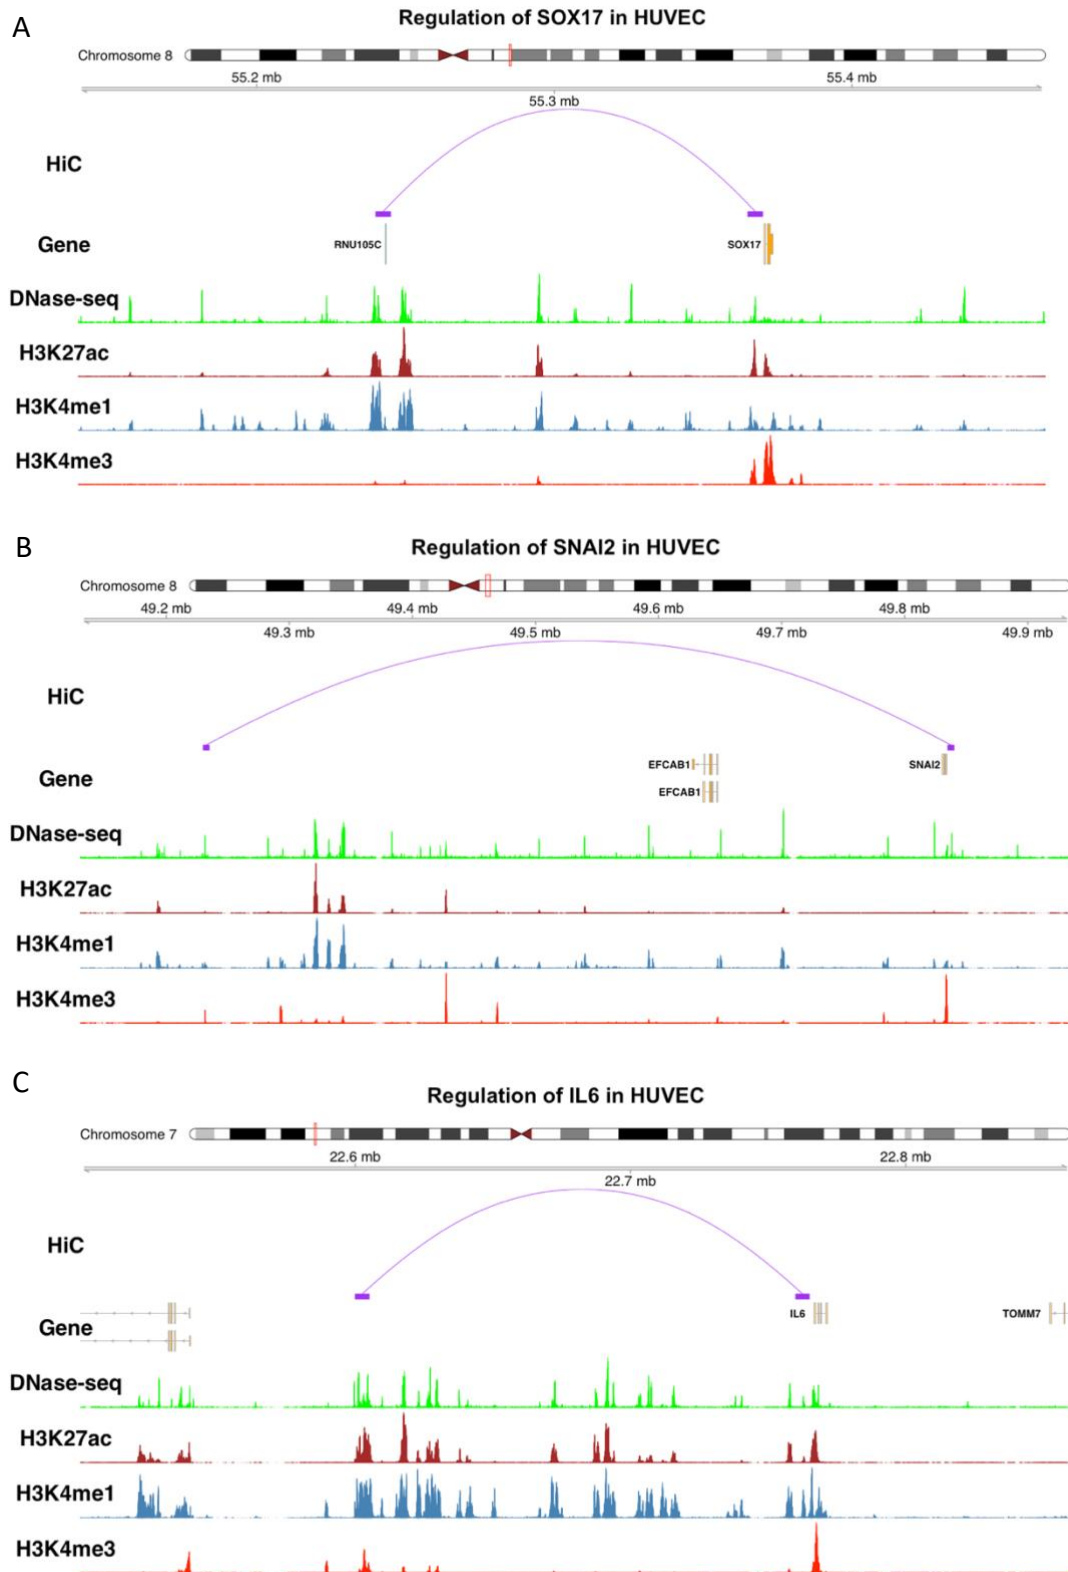 A
Regulation of SOX17 in HUVEC
Chromosome 8
55.2 mb 55.4 mb
55.3 mb
HiC
Gene
RNU105C SOX17
DNase-seq
H3K27ac
H3K4me1
H3K4me3
B
Regulation of SNAI2 in HUVEC
Chromosome 8
49.2 mb 49.4 mb 49.6 mb 49.8 mb
49.3 mb 49.5 mb 49.7 mb 49.9 mb
HiC
EFCAB1 SNAI2
Gene
EFCAB1
DNase-seq
H3K27ac
H3K4me1
H3K4me3
C
Regulation of IL6 in HUVEC
Chromosome 7
22.6 mb 22.8 mb
22.7 mb
HiC
IL6 TOMM7
Gene
DNase-seq
H3K27ac
H3K4me1
H3K4me3